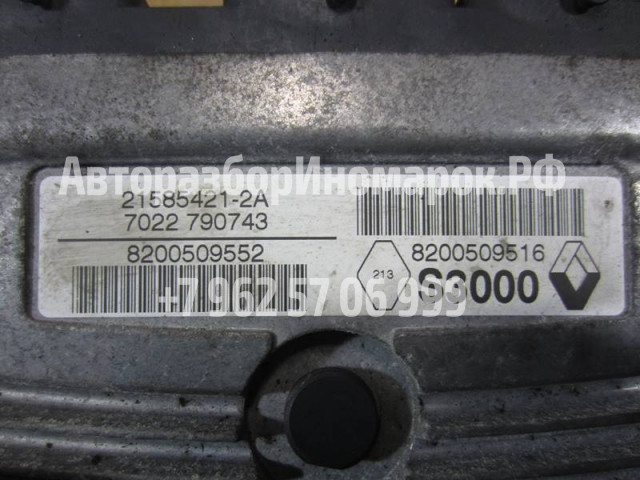 АвторазборИномарок.РФ
21585421-2A
7022 790743
8200509552
8200509516
213
S3000
+7 962 57 06 999